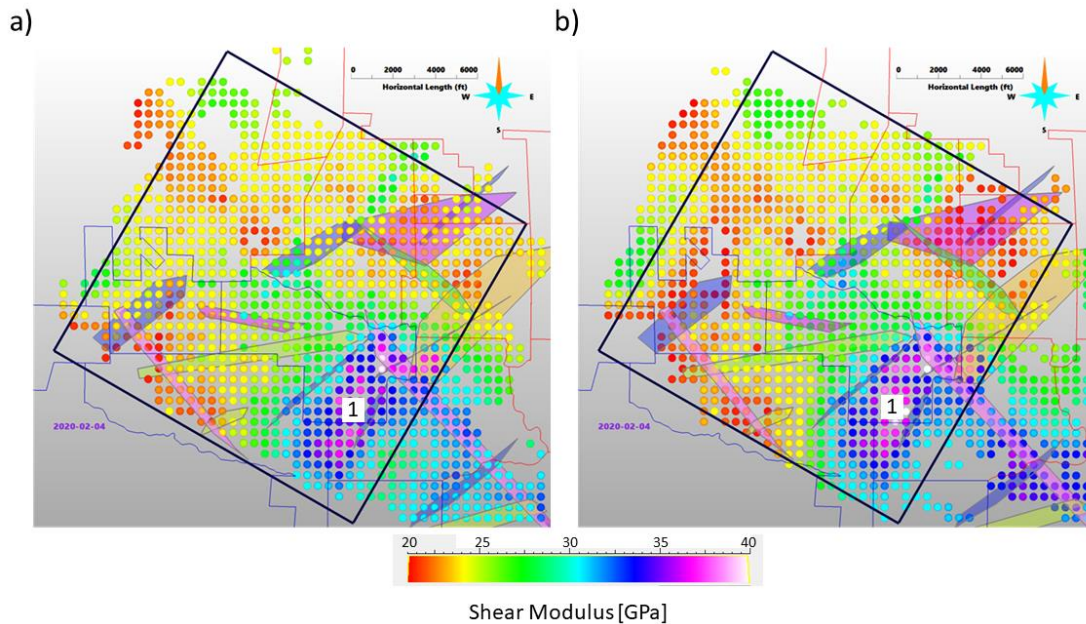 a)
b)
0 2000 4000 6000
Horizontal Length (ft)
W E
S
0 2000 4000 6000
Horizontal Length (ft)
W E
S
1
1
2020-02-04
2020-02-04
20 25 30 35 40
Shear Modulus [GPa]